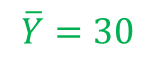 Ȳ = 30